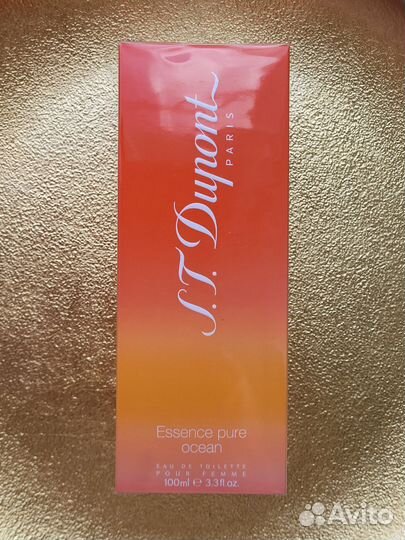 S.T. Dupont
PARIS
Essence pure
ocean
EAU DE TOILETTE
POUR FEMME
100ml ℮ 3.3fl.oz.
Avito